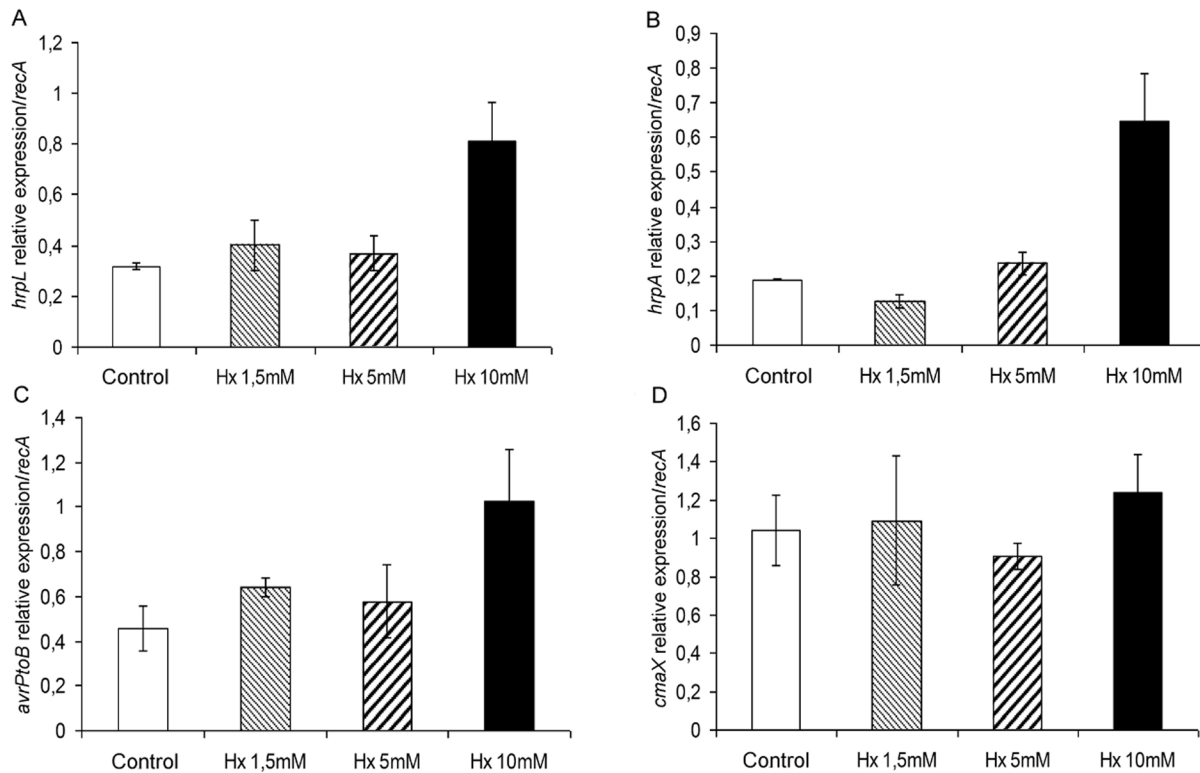 A
hrpL relative expression/recA
1,2
1
0,8
0,6
0,4
0,2
0
Control
Hx 1,5mM
Hx 5mM
Hx 10mM
B
hrpA relative expression/recA
0,9
0,8
0,7
0,6
0,5
0,4
0,3
0,2
0,1
0
Control
Hx 1,5mM
Hx 5mM
Hx 10mM
C
avrPtoB relative expression/recA
1,4
1,2
1
0,8
0,6
0,4
0,2
0
Control
Hx 1,5mM
Hx 5mM
Hx 10mM
D
cmaX relative expression/recA
1,6
1,4
1,2
1
0,8
0,6
0,4
0,2
0
Control
Hx 1,5mM
Hx 5mM
Hx 10mM